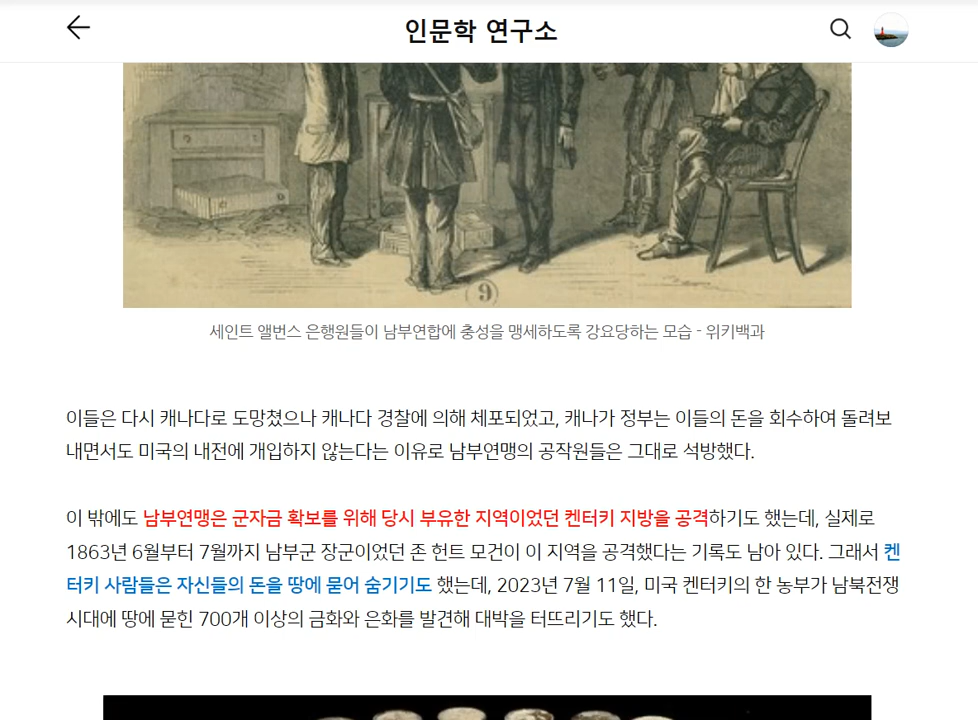 인문학 연구소
9
세인트 앨번스 은행원들이 남부연합에 충성을 맹세하도록 강요당하는 모습 - 위키백과
이들은 다시 캐나다로 도망쳤으나 캐나다 경찰에 의해 체포되었고, 캐나가 정부는 이들의 돈을 회수하여 돌려보
내면서도 미국의 내전에 개입하지 않는다는 이유로 남부연맹의 공작원들은 그대로 석방했다.
이 밖에도 남부연맹은 군자금 확보를 위해 당시 부유한 지역이었던 켄터키 지방을 공격하기도 했는데, 실제로
1863년 6월부터 7월까지 남부군 장군이었던 존 헌트 모건이 이 지역을 공격했다는 기록도 남아 있다. 그래서 켄
터키 사람들은 자신들의 돈을 땅에 묻어 숨기기도 했는데, 2023년 7월 11일, 미국 켄터키의 한 농부가 남북전쟁
시대에 땅에 묻힌 700개 이상의 금화와 은화를 발견해 대박을 터뜨리기도 했다.